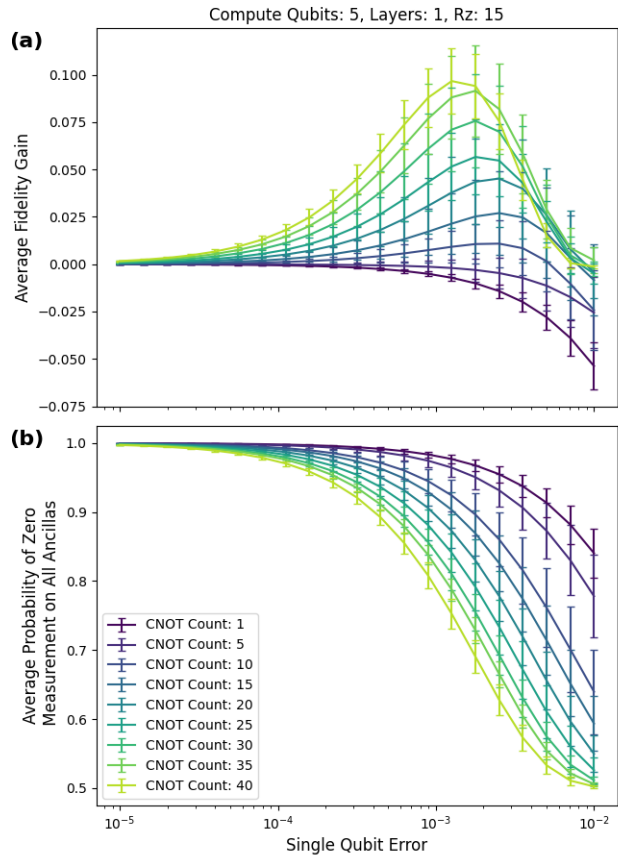 Compute Qubits: 5, Layers: 1, Rz: 15
(a)
0.100
0.075
0.050
0.025
0.000
−0.025
−0.050
−0.075
Average Fidelity Gain
(b)
1.0
0.9
0.8
0.7
0.6
0.5
Average Probability of Zero
Measurement on All Ancillas
CNOT Count: 1
CNOT Count: 5
CNOT Count: 10
CNOT Count: 15
CNOT Count: 20
CNOT Count: 25
CNOT Count: 30
CNOT Count: 35
CNOT Count: 40
10⁻⁵ 10⁻⁴ 10⁻³ 10⁻²
Single Qubit Error